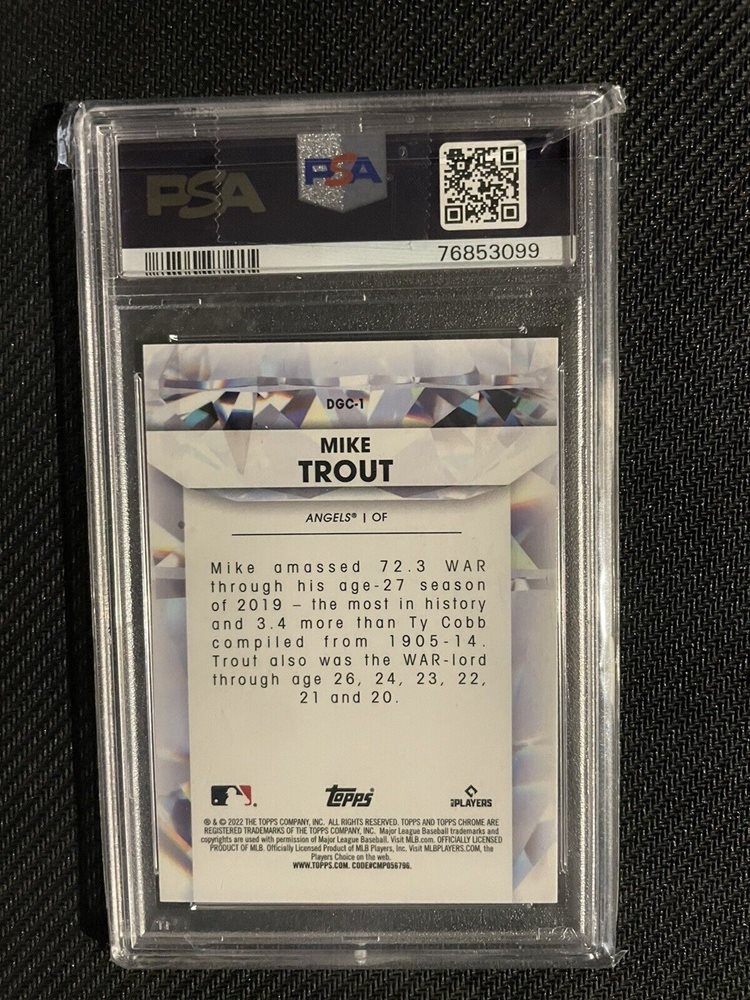 PSA
PSA
76853099
DGC-1
MIKE
TROUT
ANGELS® | OF
Mike amassed 72.3 WAR
through his age-27 season
of 2019 – the most in history
and 3.4 more than Ty Cobb
compiled from 1905-14.
Trout also was the WAR-lord
through age 26, 24, 23, 22,
21 and 20.
topps®
PLAYERS
® & © 2022 THE TOPPS COMPANY, INC. ALL RIGHTS RESERVED. TOPPS AND TOPPS CHROME ARE
REGISTERED TRADEMARKS OF THE TOPPS COMPANY, INC. Major League Baseball trademarks and
copyrights are used with permission of Major League Baseball. Visit MLB.com. OFFICIALLY LICENSED
PRODUCT OF MLB. Officially Licensed Product of MLB Players, Inc. Visit MLBPLAYERS.COM, the
Players Choice on the web.
WWW.TOPPS.COM. CODE#CMP056796.
PSA